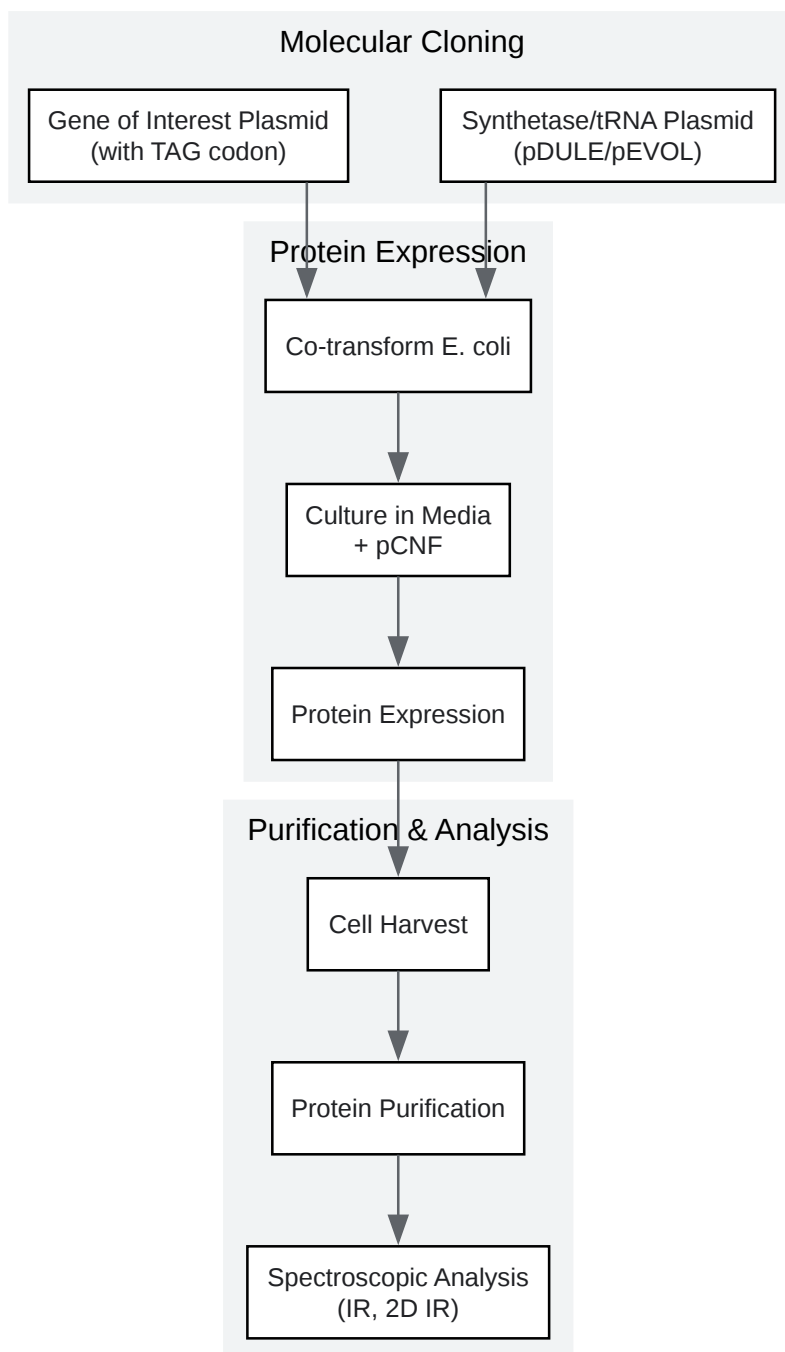 Molecular Cloning
Gene of Interest Plasmid
(with TAG codon)
Synthetase/tRNA Plasmid
(pDULE/pEVOL)
Protein Expression
Co-transform E. coli
Culture in Media
+ pCNF
Protein Expression
Purification & Analysis
Cell Harvest
Protein Purification
Spectroscopic Analysis
(IR, 2D IR)